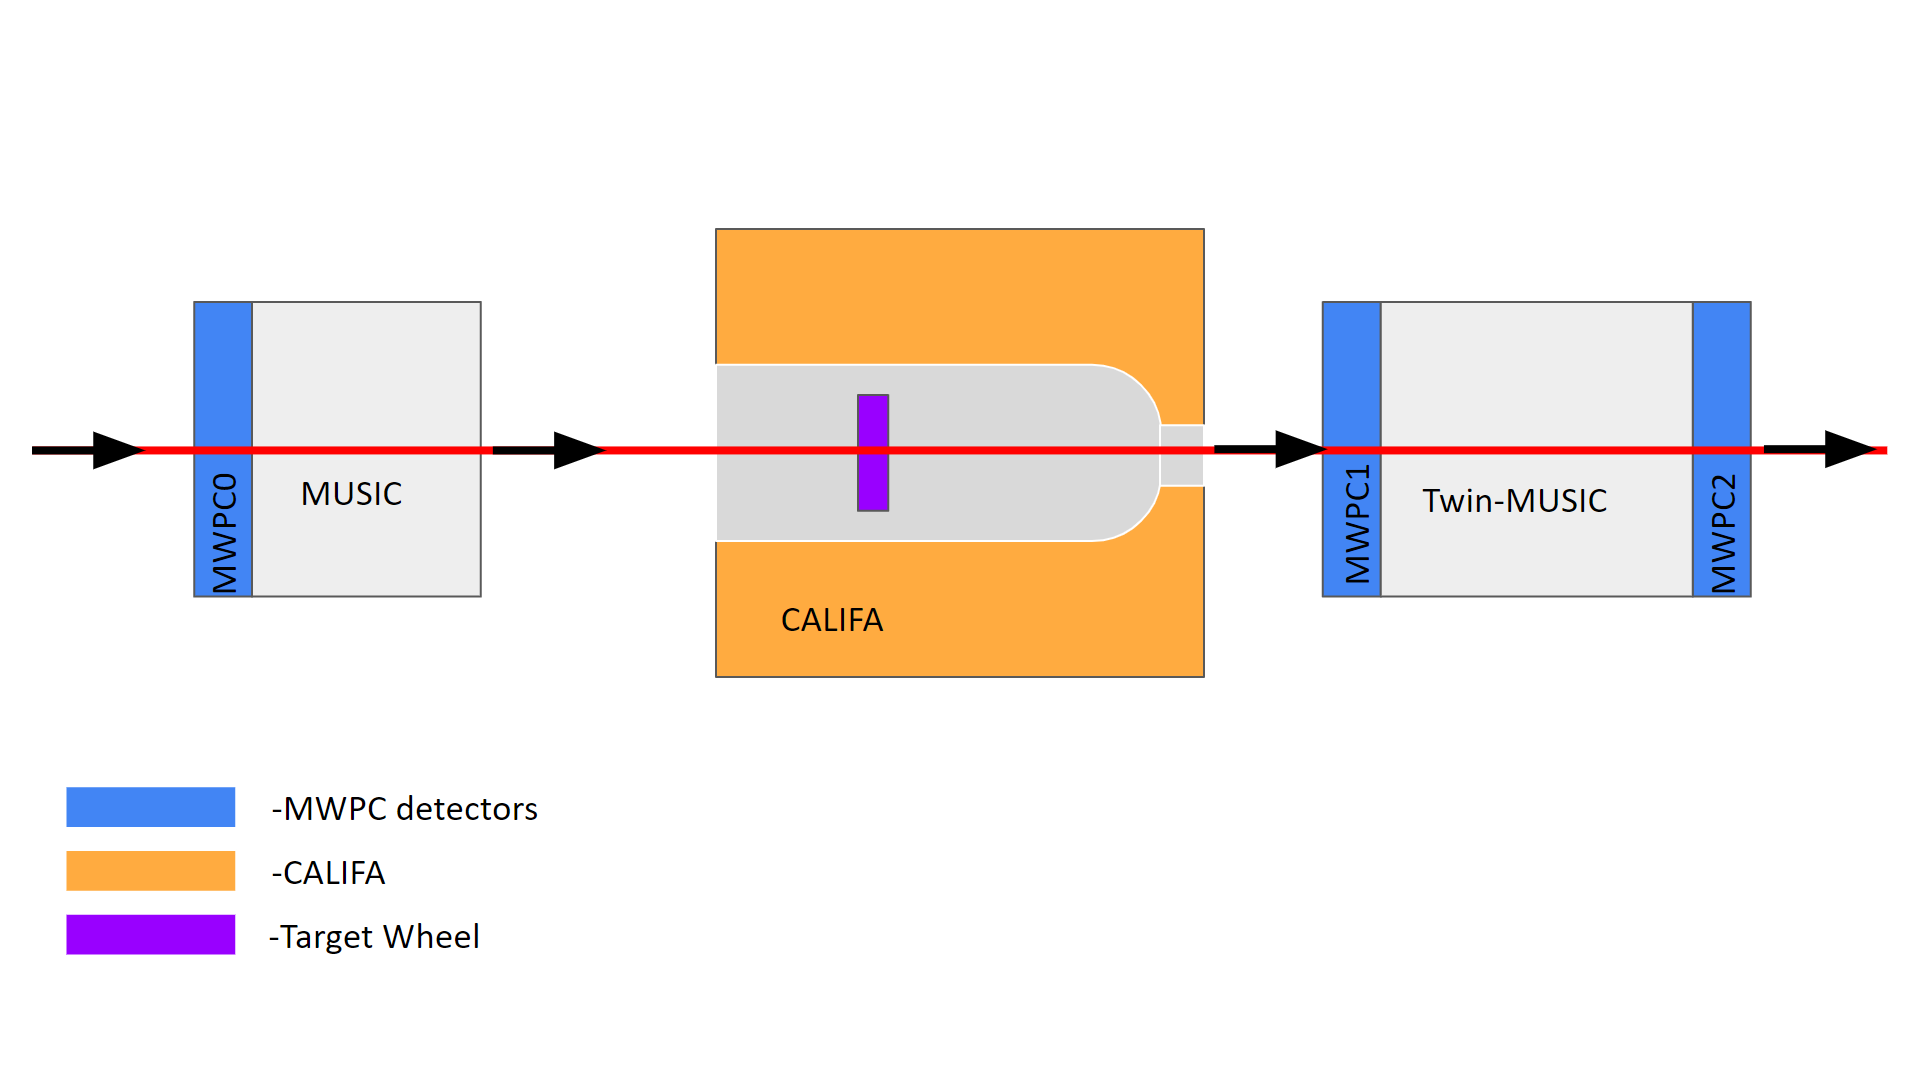 MWPC0
MUSIC
CALIFA
MWPC1
Twin-MUSIC
MWPC2
-MWPC detectors
-CALIFA
-Target Wheel